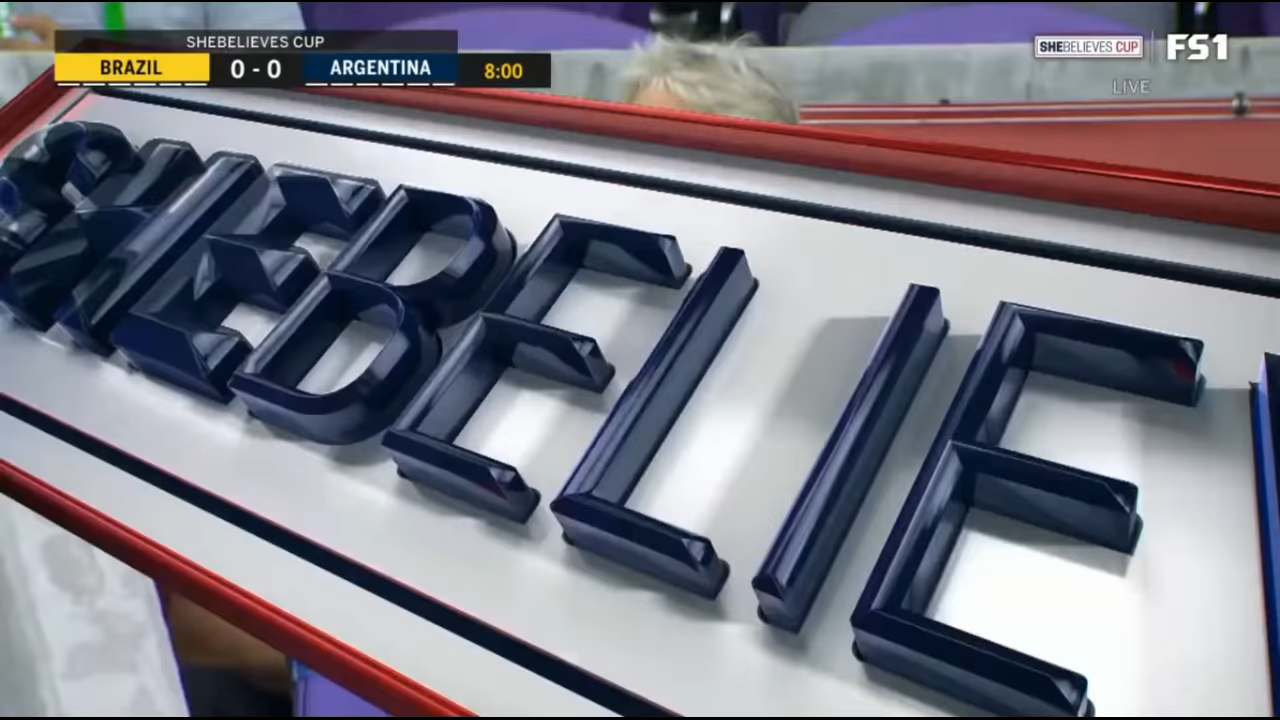 SHEBELIEVES CUP
BRAZIL 0 - 0 ARGENTINA 8:00
SHEBELIEVES CUP FS1
LIVE
SHEBELIE